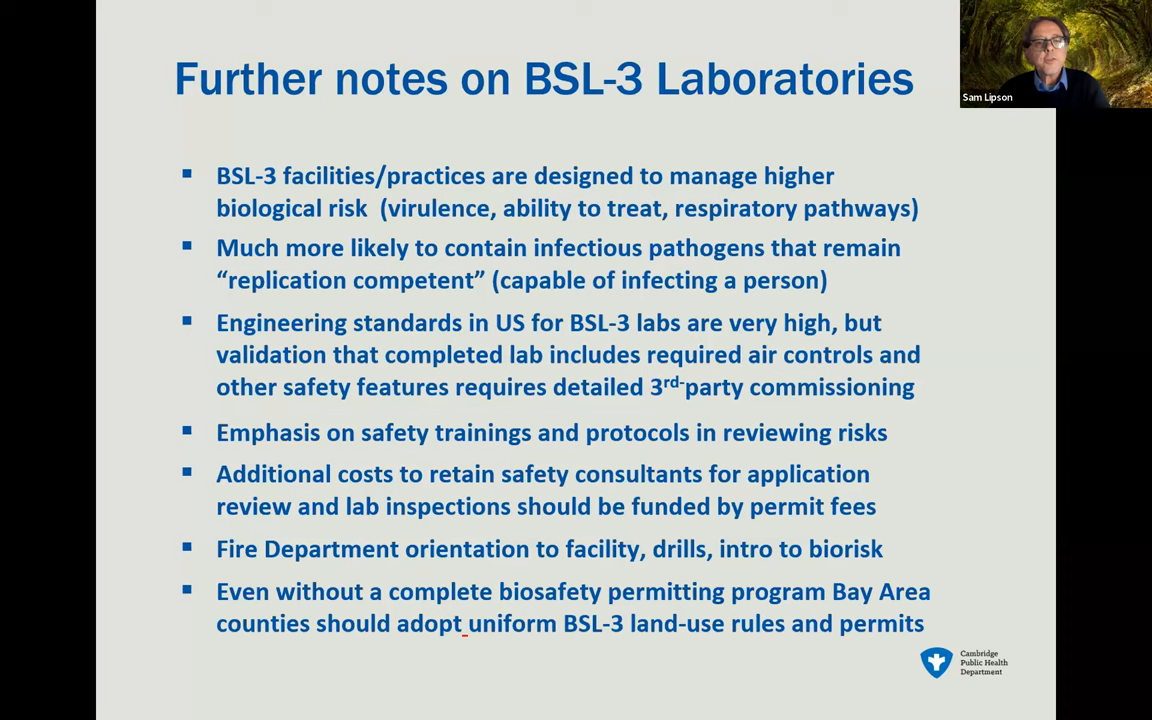 Further notes on BSL-3 Laboratories
Sam Lipson
▪ BSL-3 facilities/practices are designed to manage higher
biological risk (virulence, ability to treat, respiratory pathways)
▪ Much more likely to contain infectious pathogens that remain
“replication competent” (capable of infecting a person)
▪ Engineering standards in US for BSL-3 labs are very high, but
validation that completed lab includes required air controls and
other safety features requires detailed 3rd-party commissioning
▪ Emphasis on safety trainings and protocols in reviewing risks
▪ Additional costs to retain safety consultants for application
review and lab inspections should be funded by permit fees
▪ Fire Department orientation to facility, drills, intro to biorisk
▪ Even without a complete biosafety permitting program Bay Area
counties should adopt uniform BSL-3 land-use rules and permits
Cambridge
Public Health
Department